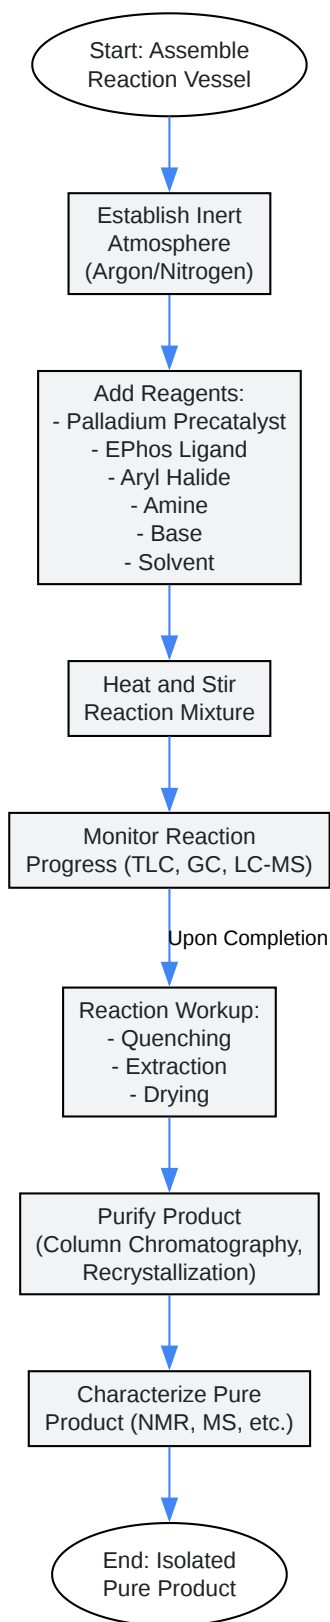 Start: Assemble
Reaction Vessel
Establish Inert
Atmosphere
(Argon/Nitrogen)
Add Reagents:
- Palladium Precatalyst
- EPhos Ligand
- Aryl Halide
- Amine
- Base
- Solvent
Heat and Stir
Reaction Mixture
Monitor Reaction
Progress (TLC, GC, LC-MS)
Upon Completion
Reaction Workup:
- Quenching
- Extraction
- Drying
Purify Product
(Column Chromatography,
Recrystallization)
Characterize Pure
Product (NMR, MS, etc.)
End: Isolated
Pure Product